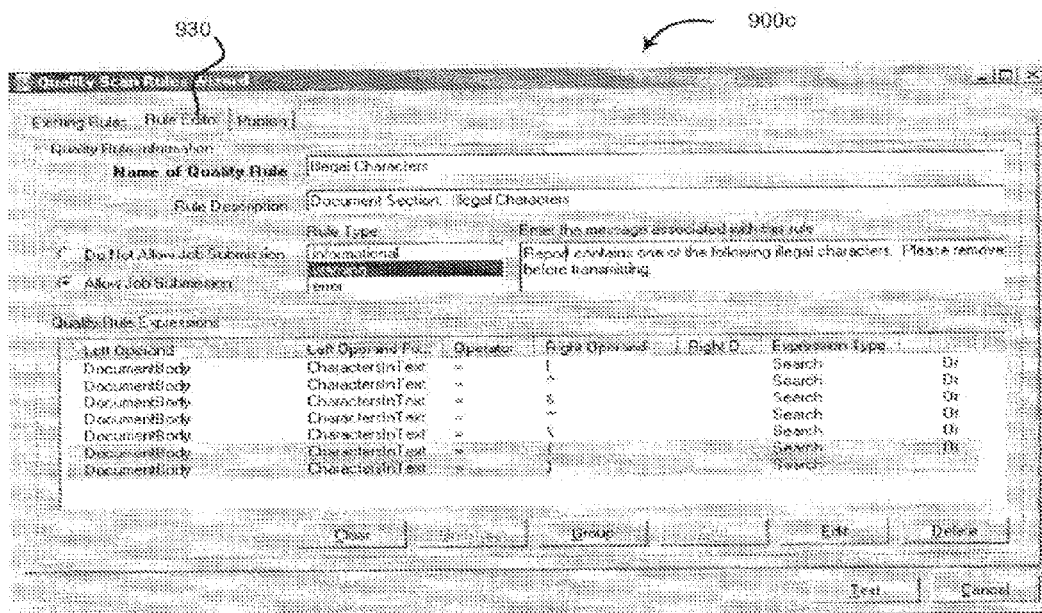 930
900c
Quality Scan Rules Wizard
Existing Rules Rule Editor Publish
Quality Rule Information
Name of Quality Rule Illegal Characters
Rule Description Document Section: Illegal Characters
Rule Type Enter the message associated with this rule
Do Not Allow Job Submission informational Report contains one of the following illegal characters. Please remove
before transmitting.
Allow Job Submission error
Quality Rule Expressions
Left Operand Left Operand Fu... Operator Right Operand Right O... Expression Type
DocumentBody CharactersInText = Search Or
DocumentBody CharactersInText = ^ Search Or
DocumentBody CharactersInText = Search Or
DocumentBody CharactersInText = Search Or
DocumentBody CharactersInText = Search Or
DocumentBody CharactersInText = Search Or
DocumentBody CharactersInText = Search
Clear Group Edit Delete
Test Cancel